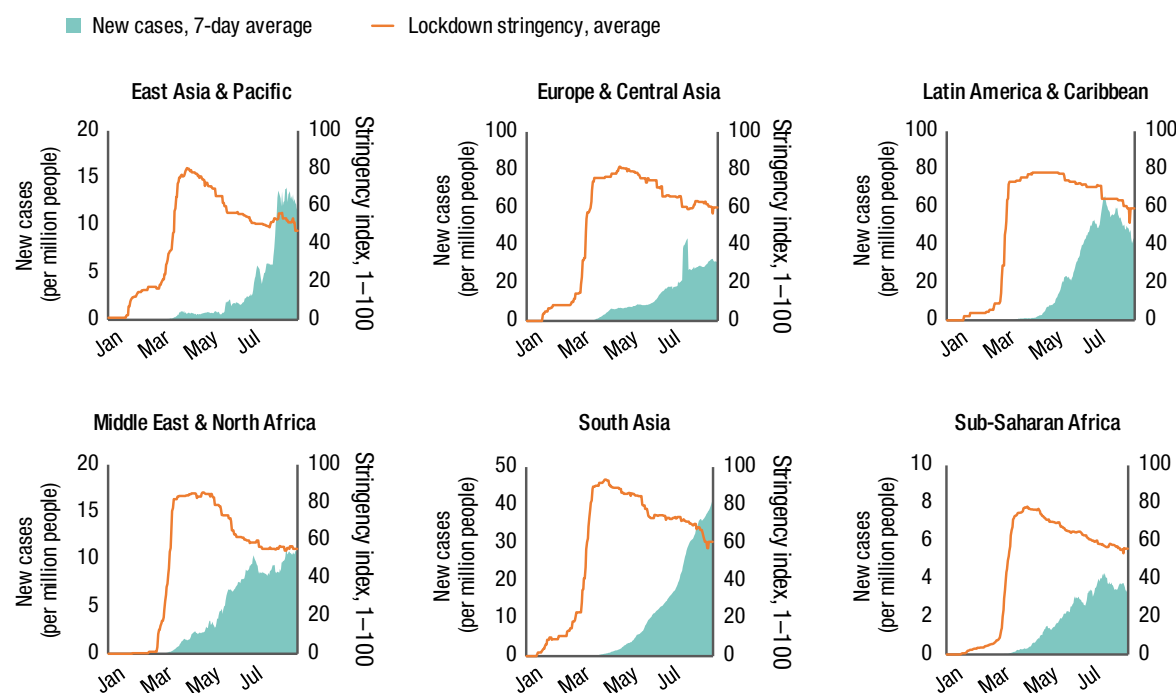 New cases, 7-day average
Lockdown stringency, average
East Asia & Pacific
20
15
10
5
0
New cases
(per million people)
100
80
60
40
20
0
Stringency index, 1–100
Jan
Mar
May
Jul
Europe & Central Asia
100
80
60
40
20
0
New cases
(per million people)
100
80
60
40
20
0
Stringency index, 1–100
Jan
Mar
May
Jul
Latin America & Caribbean
100
80
60
40
20
0
New cases
(per million people)
100
80
60
40
20
0
Jan
Mar
May
Jul
Middle East & North Africa
20
15
10
5
0
New cases
(per million people)
100
80
60
40
20
0
Stringency index, 1–100
Jan
Mar
May
Jul
South Asia
50
40
30
20
10
0
New cases
(per million people)
100
80
60
40
20
0
Stringency index, 1–100
Jan
Mar
May
Jul
Sub-Saharan Africa
10
8
6
4
2
0
New cases
(per million people)
100
80
60
40
20
0
Jan
Mar
May
Jul